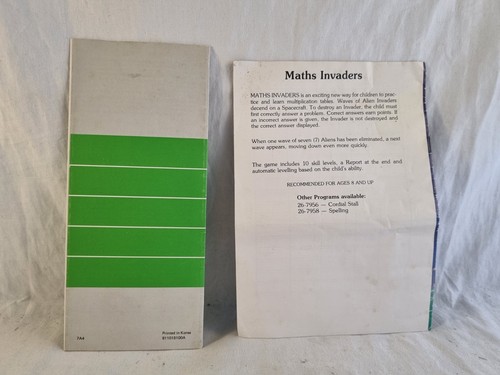 Maths Invaders
MATHS INVADERS is an exciting new way for children to prac-
tice and learn multiplication tables. Waves of Alien Invaders
decend on a Spacecraft. To destroy an Invader, the child must
first correctly answer a problem. Correct answers earn points. If
an incorrect answer is given, the Invader is not destroyed and
the correct answer displayed.
When one wave of seven (7) Aliens has been eliminated, a next
wave appears, moving down even more quickly.
The game includes 10 skill levels, a Report at the end and
automatic levelling based on the child's ability.
RECOMMENDED FOR AGES 8 AND UP
Other Programs available:
26-7956 — Cordial Stall
26-7958 — Spelling
Printed in Korea